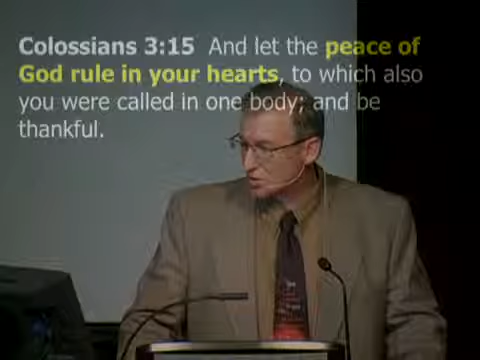 Colossians 3:15 And let the peace of
God rule in your hearts, to which also
you were called in one body; and be
thankful.